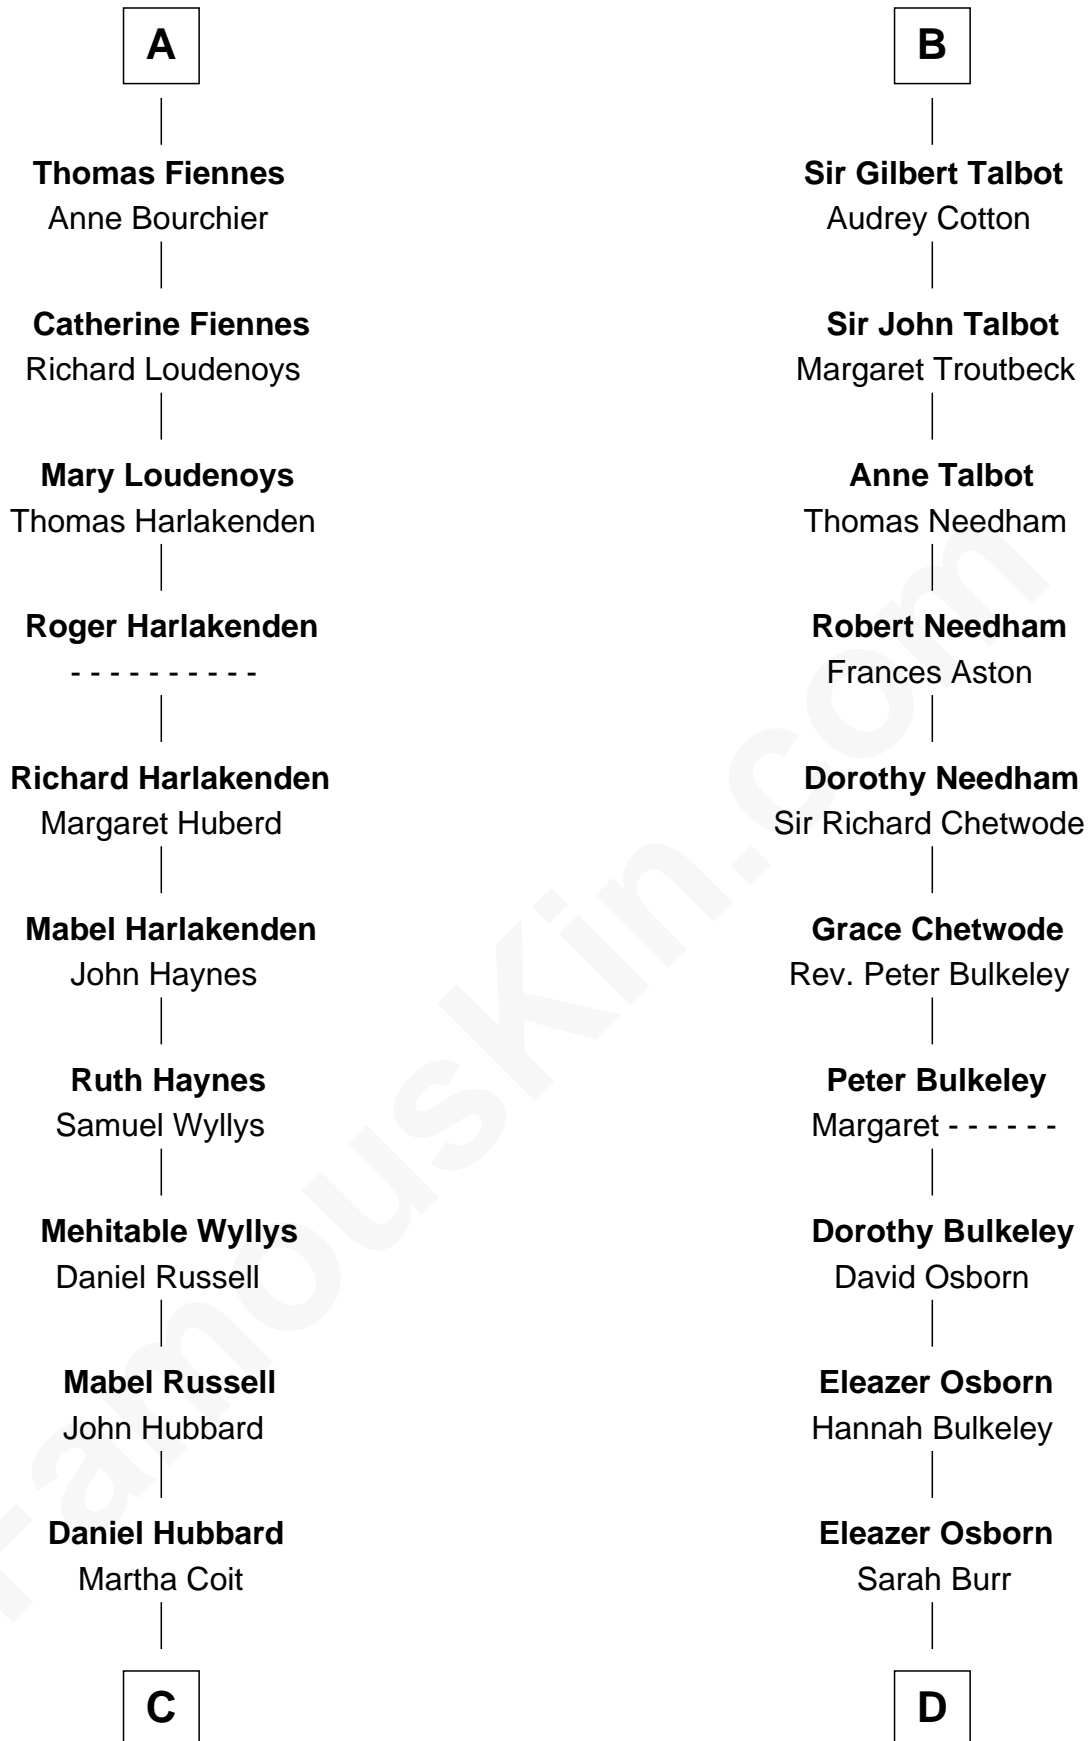 A
Thomas Fiennes
Anne Bourchier
Catherine Fiennes
Richard Loudenoys
Mary Loudenoys
Thomas Harlakenden
Roger Harlakenden
- - - - - - - - - -
Richard Harlakenden
Margaret Huberd
Mabel Harlakenden
John Haynes
Ruth Haynes
Samuel Wyllys
Mehitable Wyllys
Daniel Russell
Mabel Russell
John Hubbard
Daniel Hubbard
Martha Coit
C
B
Sir Gilbert Talbot
Audrey Cotton
Sir John Talbot
Margaret Troutbeck
Anne Talbot
Thomas Needham
Robert Needham
Frances Aston
Dorothy Needham
Sir Richard Chetwode
Grace Chetwode
Rev. Peter Bulkeley
Peter Bulkeley
Margaret - - - - - -
Dorothy Bulkeley
David Osborn
Eleazer Osborn
Hannah Bulkeley
Eleazer Osborn
Sarah Burr
D
FamousKin.com